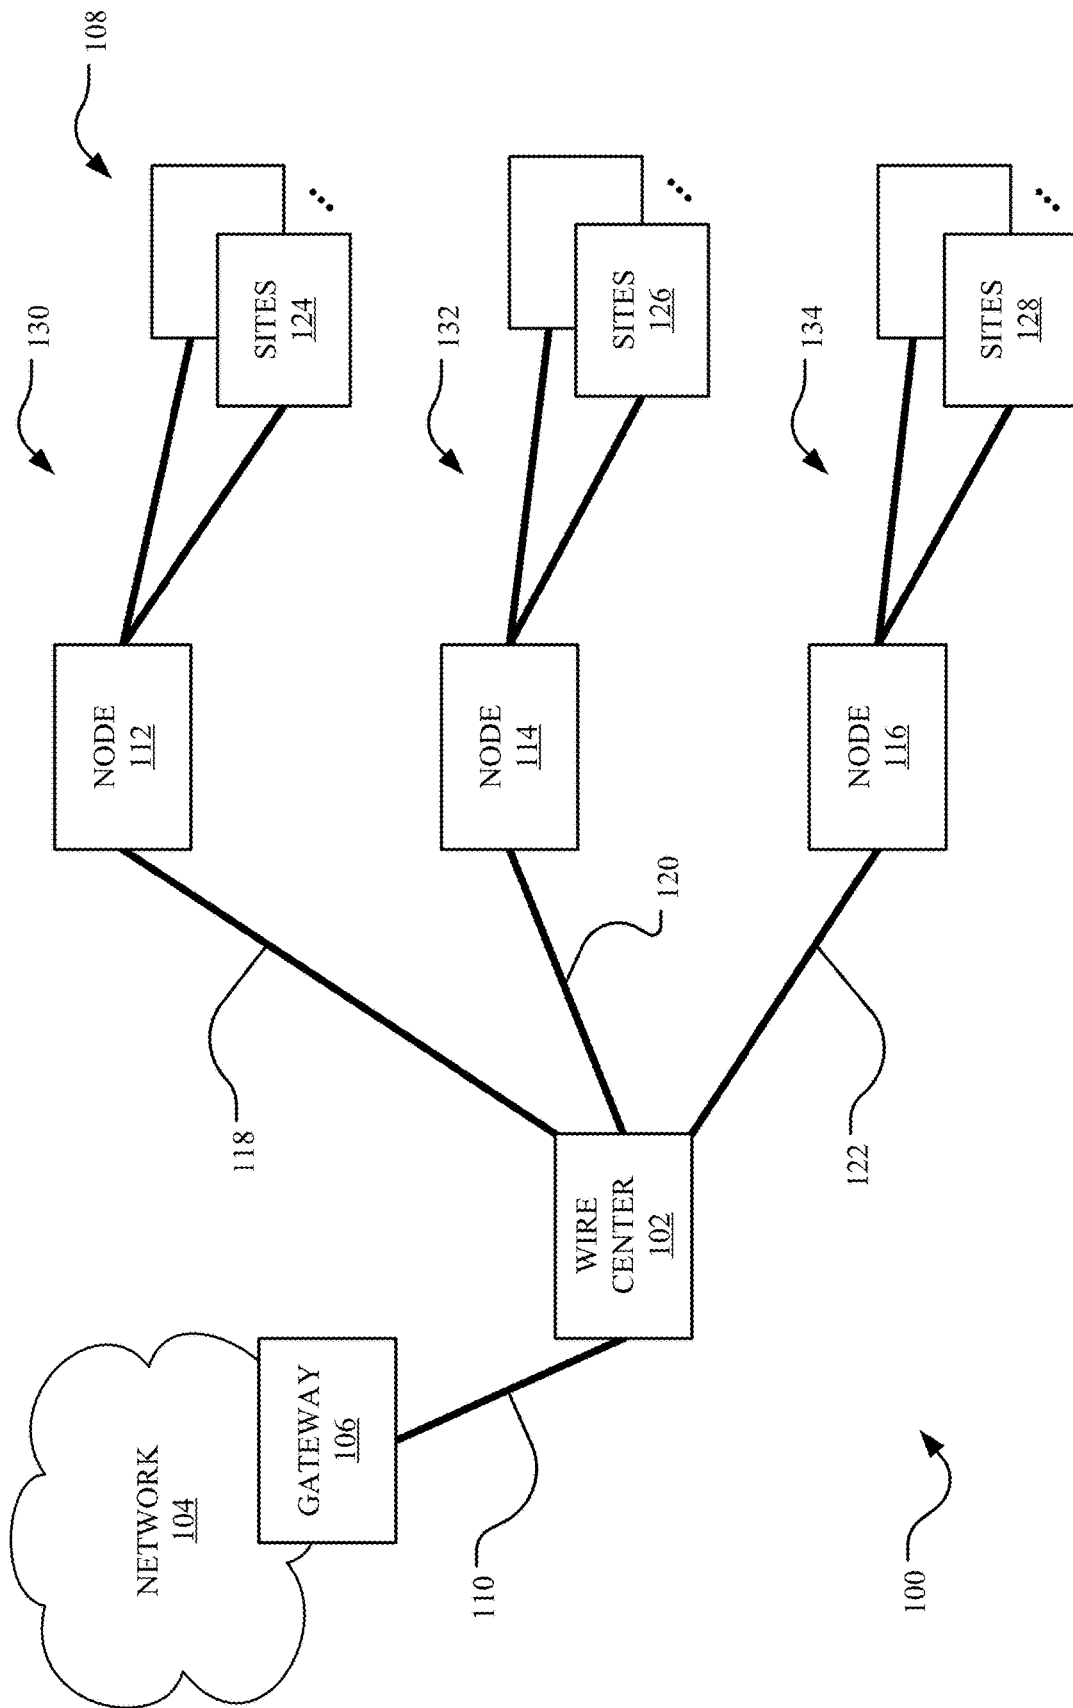 130
108
NODE
112
NETWORK
104
118
SITES
124
GATEWAY
106
132
110
NODE
114
WIRE
CENTER
102
SITES
126
120
134
122
NODE
116
100
SITES
128